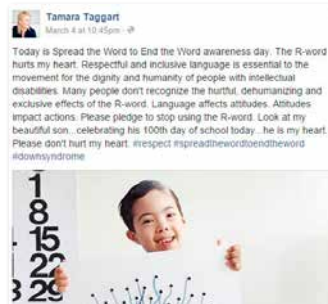 Tamara Taggart
March 4 at 10:45pm
Today is Spread the Word to End the Word awareness day. The R-word
hurts my heart. Respectful and inclusive language is essential to the
movement for the dignity and humanity of people with intellectual
disabilities. Many people don't recognize the hurtful, dehumanizing and
exclusive effects of the R-word. Language affects attitudes. Attitudes
impact actions. Please pledge to stop using the R-word. Look at my
beautiful son...celebrating his 100th day of school today...he is my heart.
Please don't hurt my heart. #respect #spreadthewordtoendtheword
#downsyndrome
1
8
15
22
29